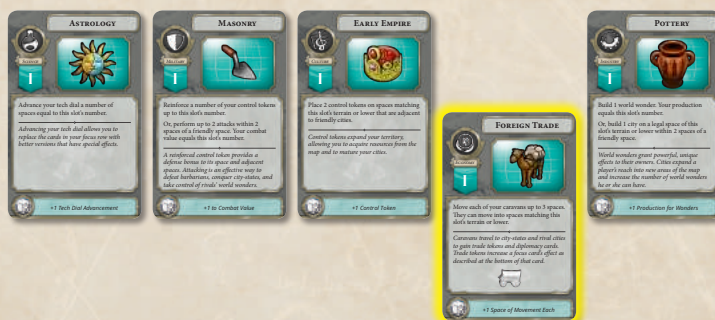 ASTROLOGY
SCIENCE
I
Advance your tech dial a number of
spaces equal to this slot's number.
Advancing your tech dial allows you to
replace the cards in your focus row with
better versions that have special effects.
+1 Tech Dial Advancement
MASONRY
MILITARY
I
Reinforce a number of your control tokens
up to this slot's number.
Or, perform up to 2 attacks within 2
spaces of a friendly space. Your combat
value equals this slot's number.
A reinforced control token provides a
defense bonus to its space and adjacent
spaces. Attacking is an effective way to
defeat barbarians, conquer city-states, and
take control of rivals' world wonders.
+1 to Combat Value
EARLY EMPIRE
CULTURE
I
Place 2 control tokens on spaces matching
this slot's terrain or lower that are adjacent
to friendly cities.
Control tokens expand your territory,
allowing you to acquire resources from the
map and to mature your cities.
+1 Control Token
FOREIGN TRADE
ECONOMY
I
Move each of your caravans up to 3 spaces.
They can move into spaces matching this
slot's terrain or lower.
Caravans travel to city-states and rival cities
to gain trade tokens and diplomacy cards.
Trade tokens increase a focus card's effect as
described at the bottom of that card.
+1 Space of Movement Each
POTTERY
INDUSTRY
I
Build 1 world wonder. Your production
equals this slot's number.
Or, build 1 city on a legal space of this
slot's terrain or lower within 2 spaces of a
friendly space.
World wonders grant powerful, unique
effects to their owners. Cities expand a
player's reach into new areas of the map
and increase the number of world wonders
he or she can have.
+1 Production for Wonders